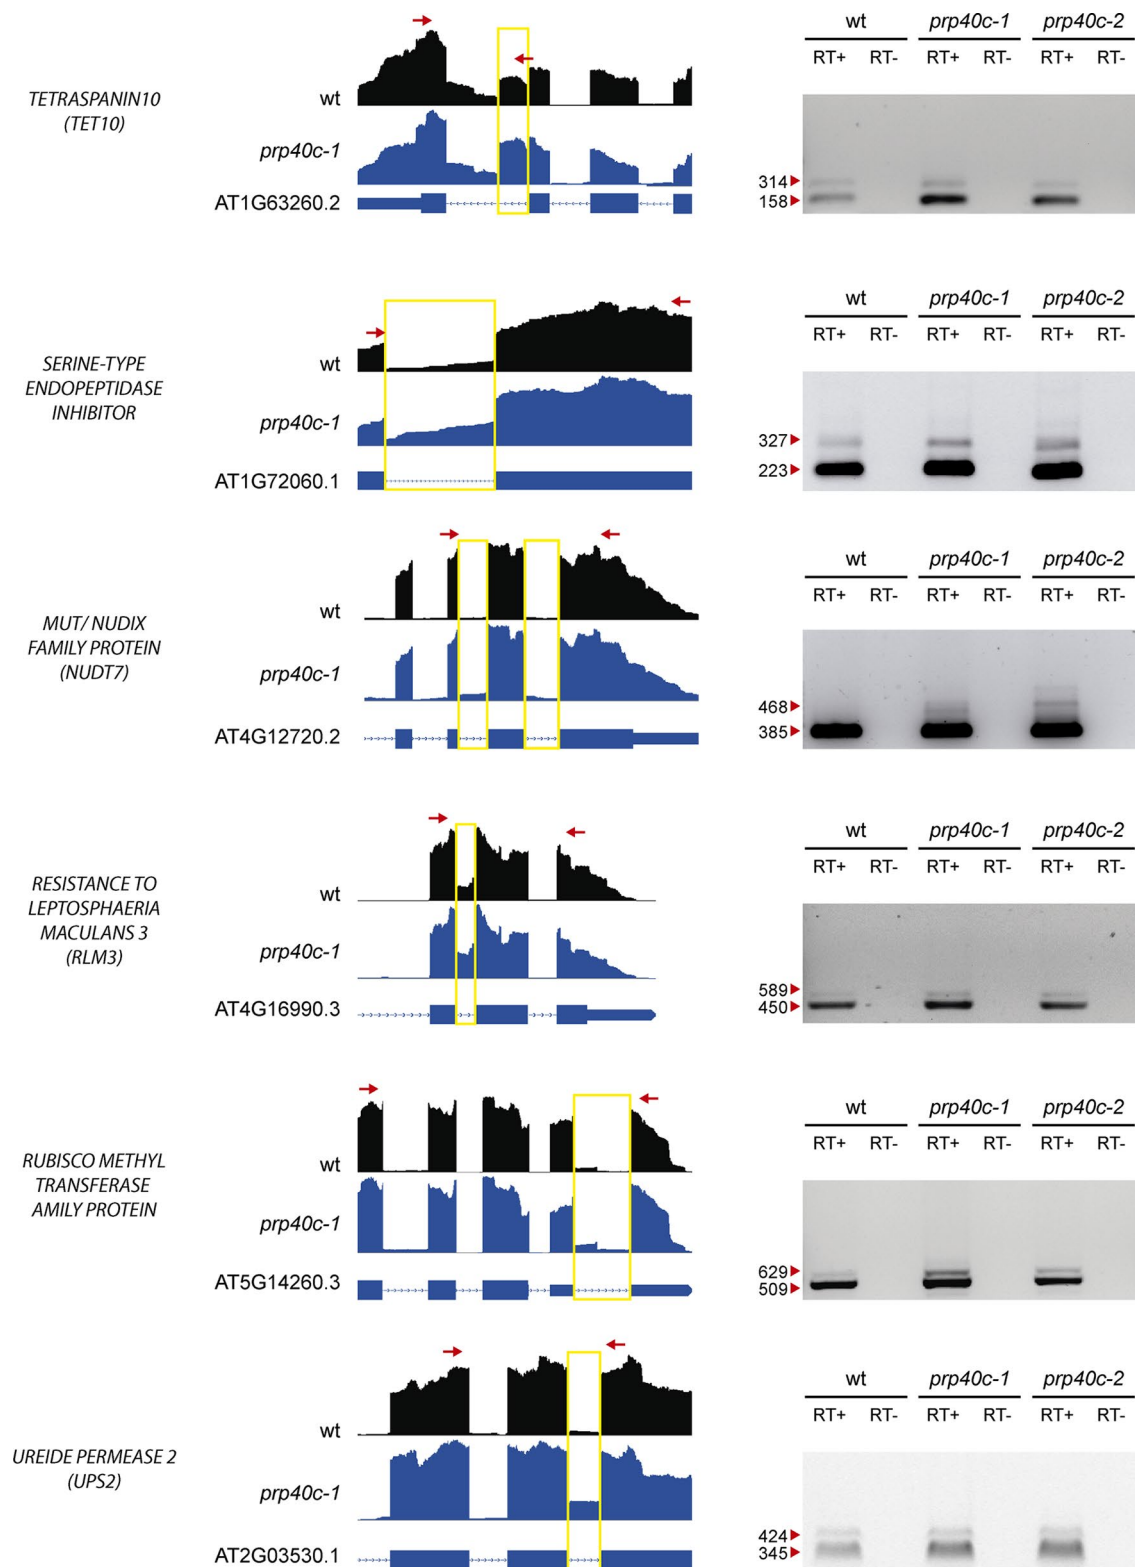 wt prp40c-1 prp40c-2
RT+ RT- RT+ RT- RT+ RT-
TETRASPANIN10
(TET10)
wt
prp40c-1
AT1G63260.2
314
158
wt prp40c-1 prp40c-2
RT+ RT- RT+ RT- RT+ RT-
SERINE-TYPE
ENDOPEPTIDASE
INHIBITOR
wt
prp40c-1
AT1G72060.1
327
223
wt prp40c-1 prp40c-2
RT+ RT- RT+ RT- RT+ RT-
MUT/ NUDIX
FAMILY PROTEIN
(NUDT7)
wt
prp40c-1
AT4G12720.2
468
385
wt prp40c-1 prp40c-2
RT+ RT- RT+ RT- RT+ RT-
RESISTANCE TO
LEPTOSPHAERIA
MACULANS 3
(RLM3)
wt
prp40c-1
AT4G16990.3
589
450
wt prp40c-1 prp40c-2
RT+ RT- RT+ RT- RT+ RT-
RUBISCO METHYL
TRANSFERASE
AMILY PROTEIN
wt
prp40c-1
AT5G14260.3
629
509
wt prp40c-1 prp40c-2
RT+ RT- RT+ RT- RT+ RT-
UREIDE PERMEASE 2
(UPS2)
wt
prp40c-1
AT2G03530.1
424
345